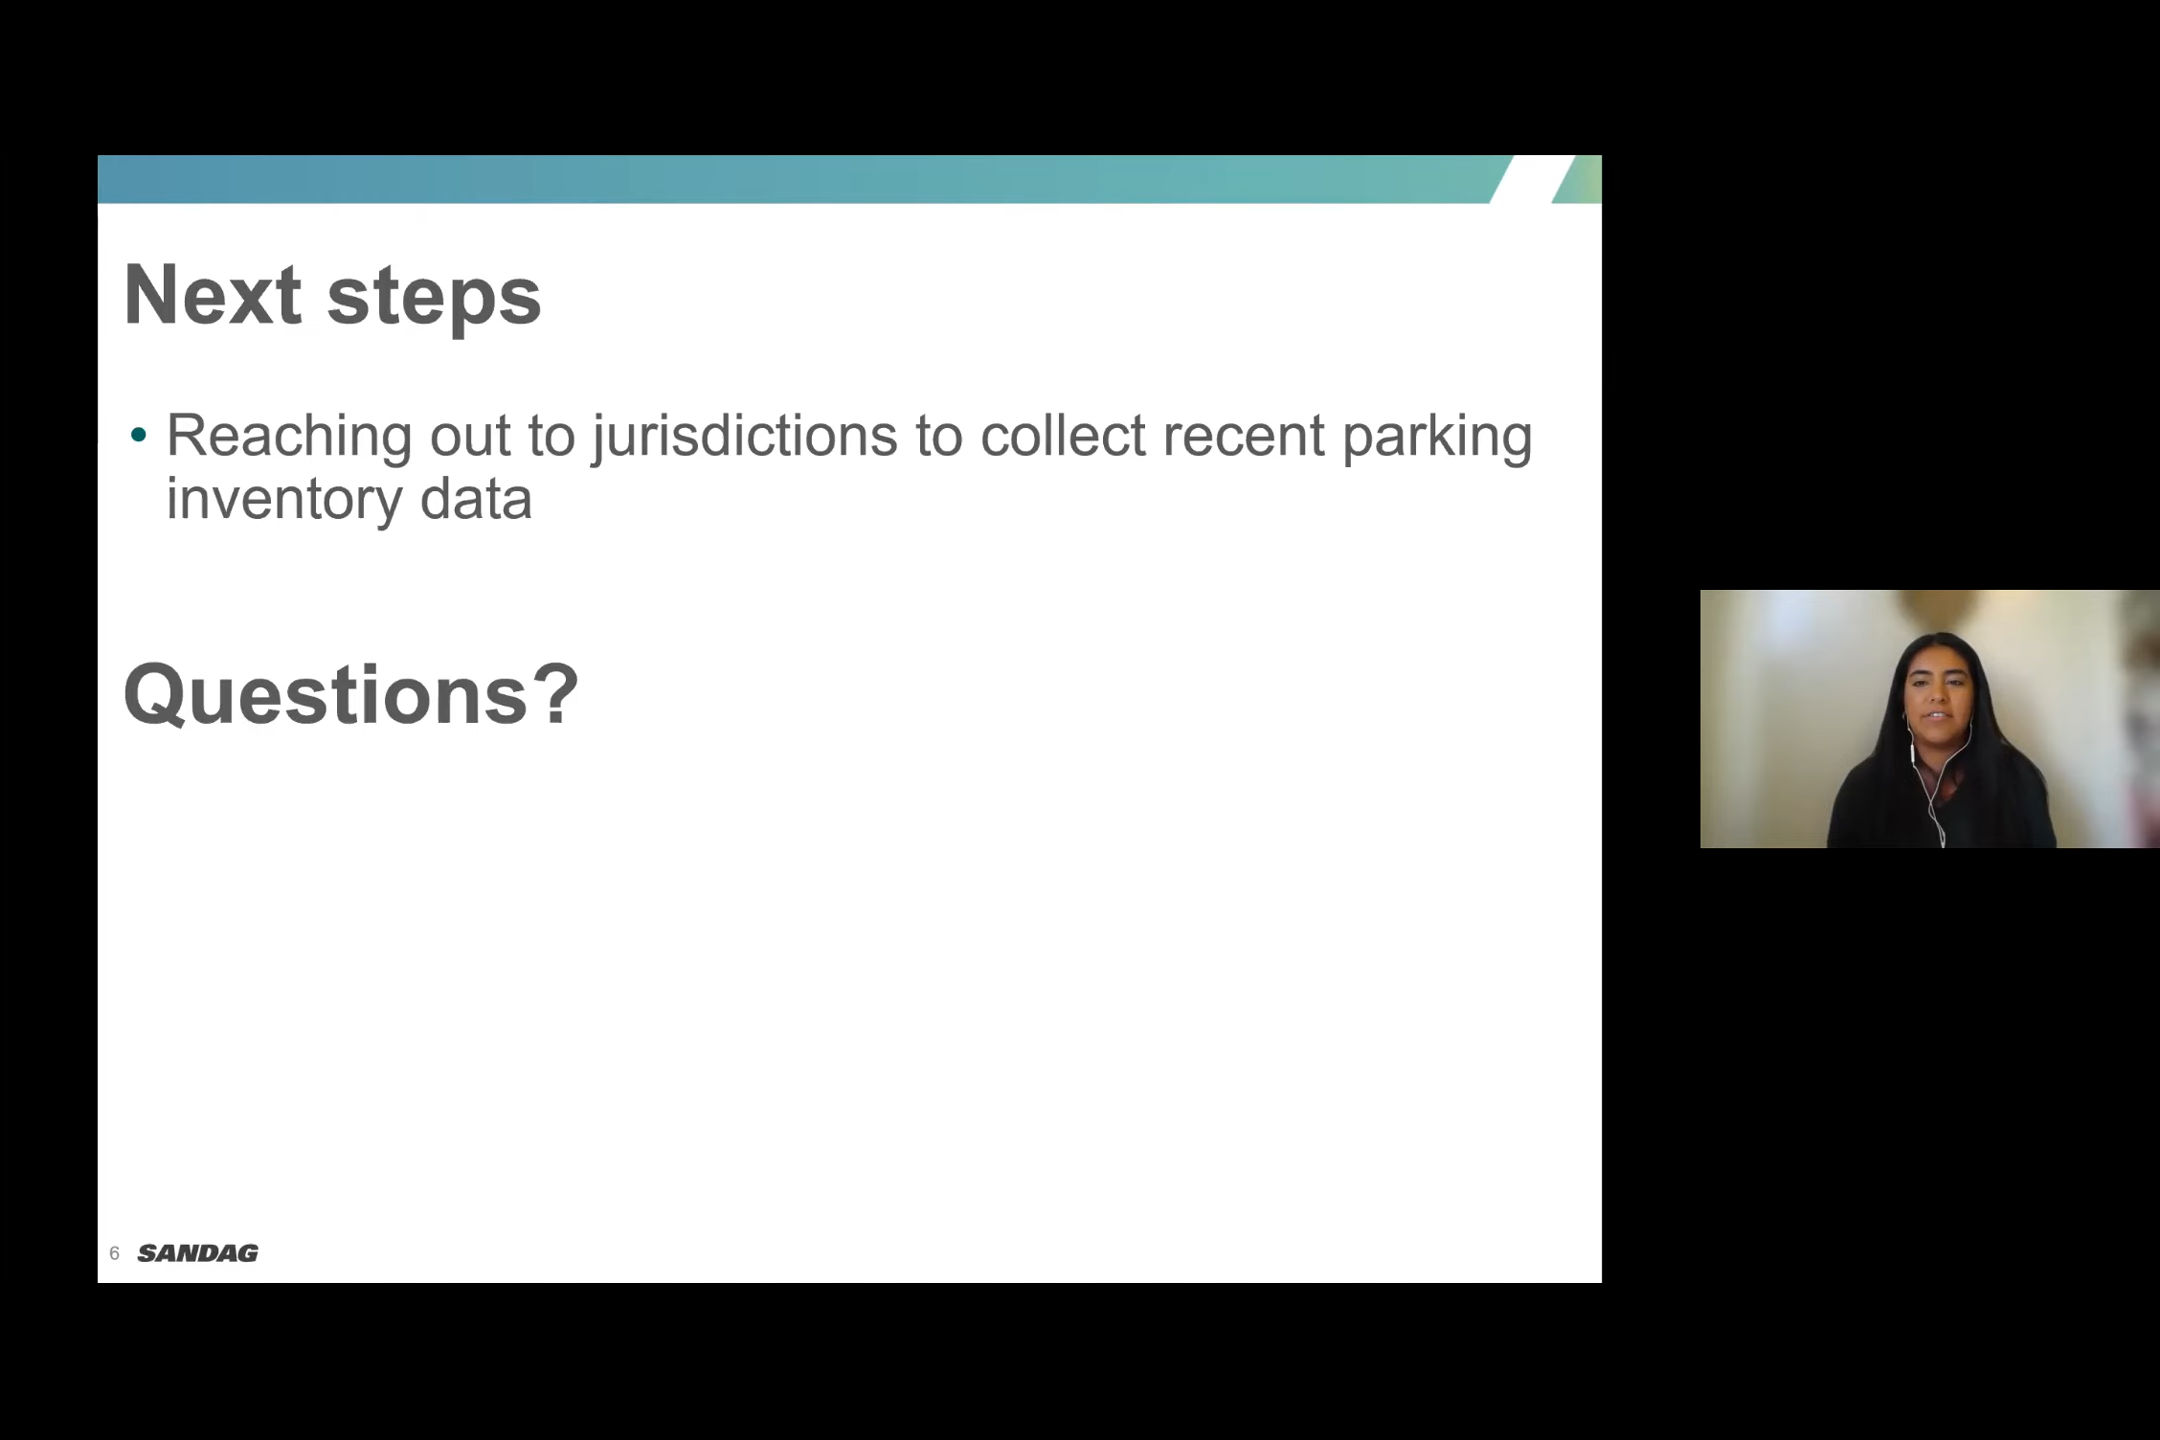 Next steps
• Reaching out to jurisdictions to collect recent parking
inventory data
Questions?
6 SANDAG